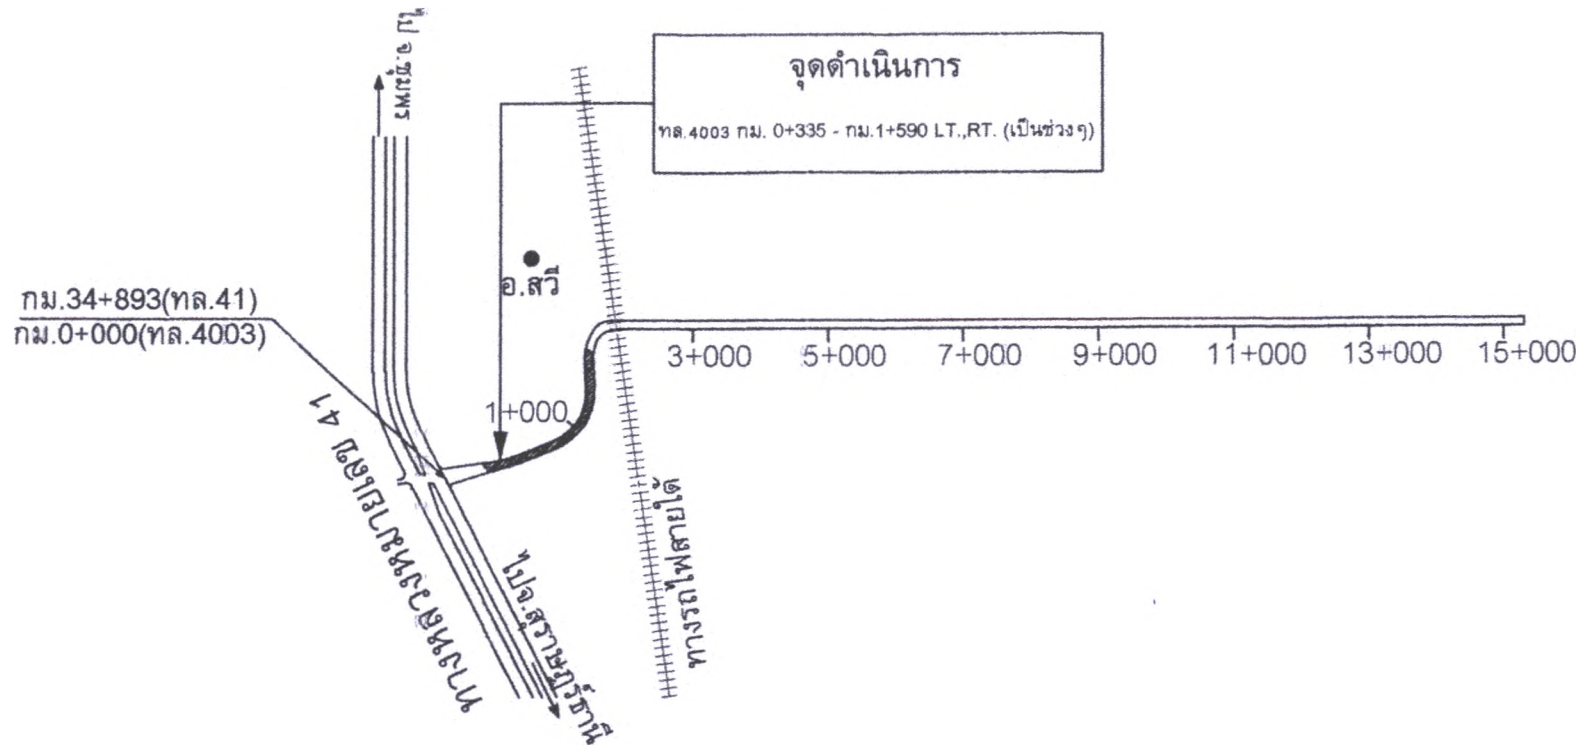 ไป จ.ชุมพร
จุดดำเนินการ
ทล.4003 กม. 0+335 - กม.1+590 LT.,RT. (เป็นช่วงๆ)
อ.สวี
กม.34+893(ทล.41)
กม.0+000(ทล.4003)
3+000
5+000
7+000
9+000
11+000
13+000
15+000
1+000
ทางหลวงหมายเลข 41
ทางรถไฟสายใต้
ไปจ.สุราษฎร์ธานี